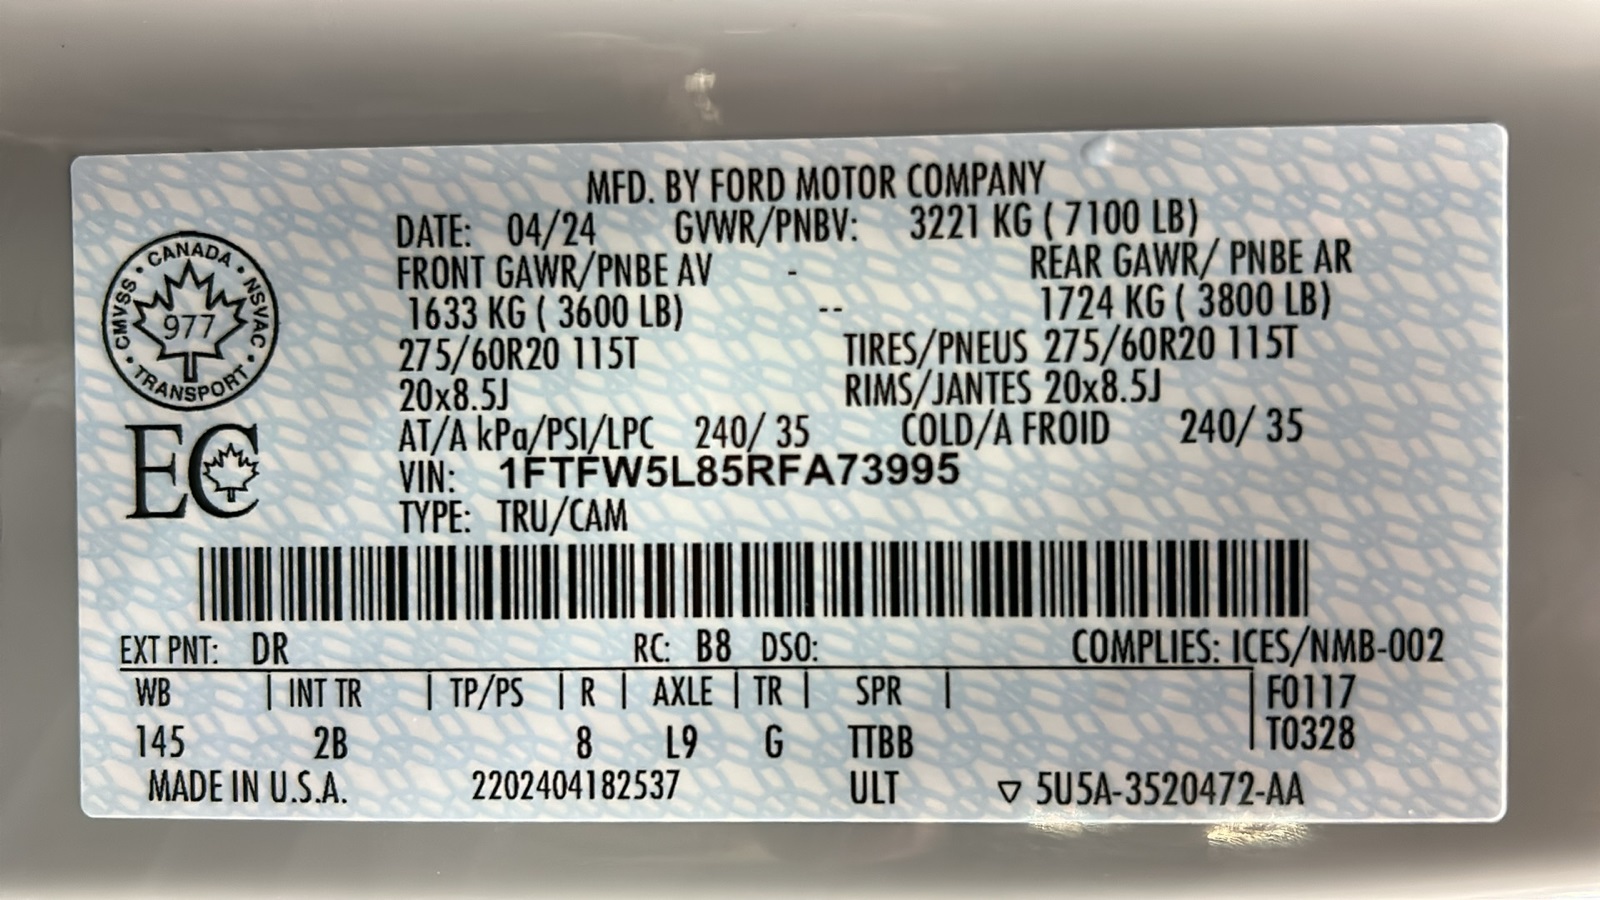 MFD. BY FORD MOTOR COMPANY
DATE: 04/24 GVWR/PNBV: 3221 KG ( 7100 LB)
FRONT GAWR/PNBE AV - REAR GAWR/ PNBE AR
1633 KG ( 3600 LB) -- 1724 KG ( 3800 LB)
275/60R20 115T TIRES/PNEUS 275/60R20 115T
20x8.5J RIMS/JANTES 20x8.5J
AT/A kPa/PSI/LPC 240/ 35 COLD/A FROID 240/ 35
VIN: 1FTFW5L85RFA73995
TYPE: TRU/CAM
CANADA
CMVSS 977 NSVAC
TRANSPORT
EC
EXT PNT: DR RC: B8 DSO: COMPLIES: ICES/NMB-002
WB | INT TR | TP/PS | R | AXLE | TR | SPR | F0117
145 2B 8 L9 G TTBB T0328
MADE IN U.S.A. 2202404182537 ULT ▽ 5U5A-3520472-AA